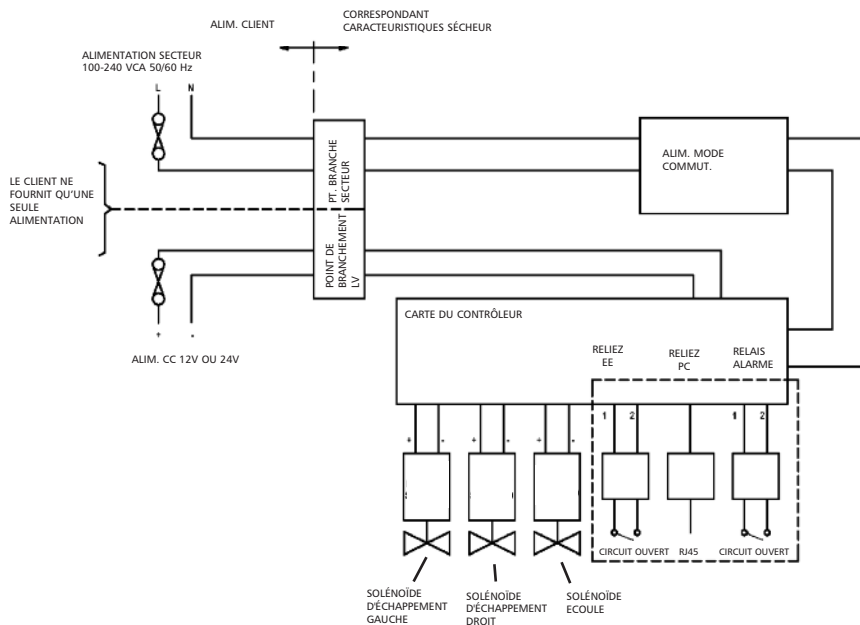 ALIM. CLIENT
CORRESPONDANT
CARACTERISTIQUES SÉCHEUR
ALIMENTATION SECTEUR
100-240 VCA 50/60 Hz
L
N
PT. BRANCHE
SECTEUR
ALIM. MODE
COMMUT.
LE CLIENT NE
FOURNIT QU'UNE
SEULE
ALIMENTATION
POINT DE
BRANCHEMENT
LV
+
-
ALIM. CC 12V OU 24V
CARTE DU CONTRÔLEUR
RELIEZ
EE
RELIEZ
PC
RELAIS
ALARME
+
-
+
-
+
-
1
2
1
2
CIRCUIT OUVERT
RJ45
CIRCUIT OUVERT
SOLÉNOÏDE
D'ÉCHAPPEMENT
GAUCHE
SOLÉNOÏDE
D'ÉCHAPPEMENT
DROIT
SOLÉNOÏDE
ECOULE